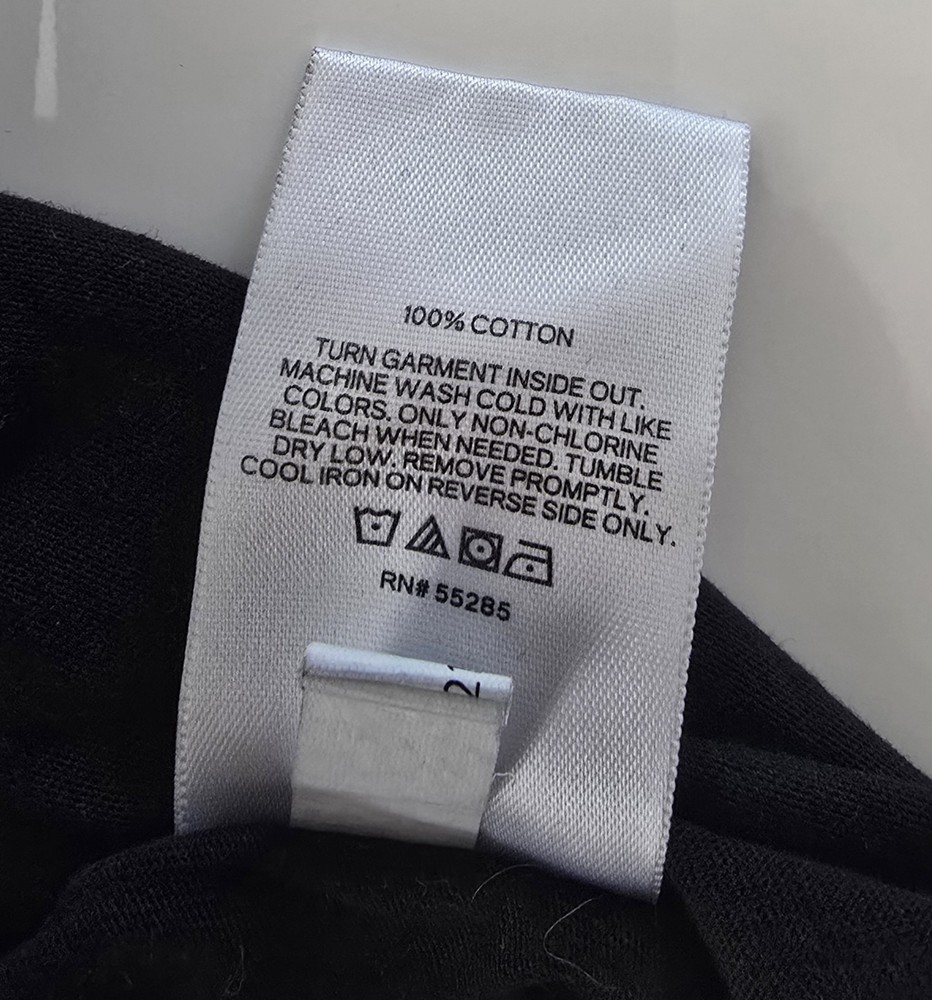 100% COTTON
TURN GARMENT INSIDE OUT.
MACHINE WASH COLD WITH LIKE
COLORS. ONLY NON-CHLORINE
BLEACH WHEN NEEDED. TUMBLE
DRY LOW. REMOVE PROMPTLY.
COOL IRON ON REVERSE SIDE ONLY.
RN# 55285
2